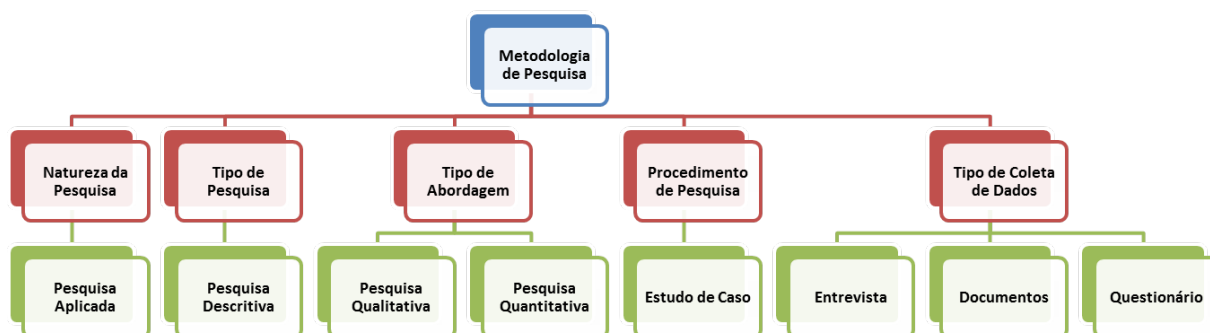 Metodologia
de Pesquisa
Natureza da
Pesquisa
Tipo de
Pesquisa
Tipo de
Abordagem
Procedimento
de Pesquisa
Tipo de Coleta
de Dados
Pesquisa
Aplicada
Pesquisa
Descritiva
Pesquisa
Qualitativa
Pesquisa
Quantitativa
Estudo de Caso
Entrevista
Documentos
Questionário